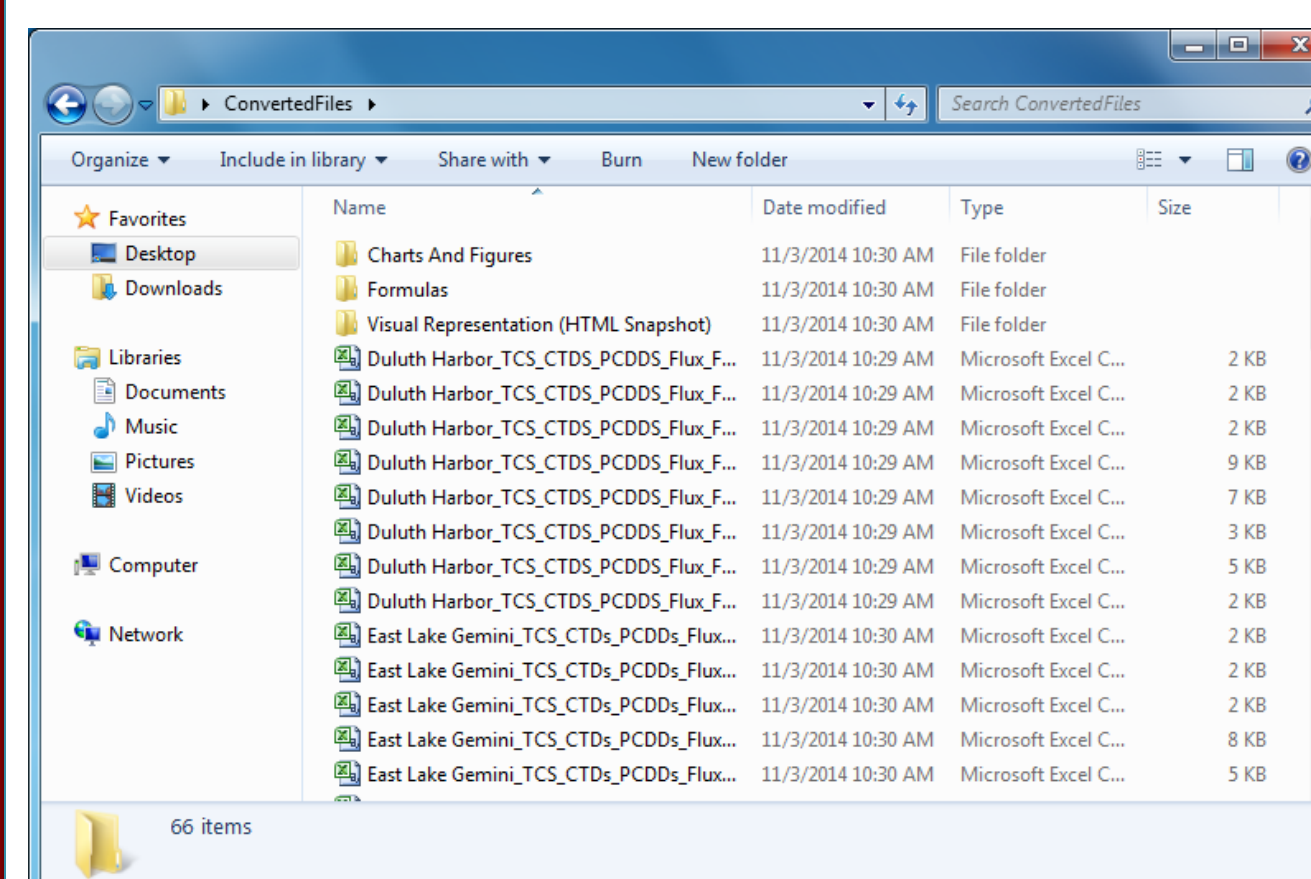 ConvertedFiles
Search ConvertedFiles
Organize Include in library Share with Burn New folder
Favorites
Desktop
Downloads
Libraries
Documents
Music
Pictures
Videos
Computer
Network
Name Date modified Type Size
Charts And Figures 11/3/2014 10:30 AM File folder
Formulas 11/3/2014 10:30 AM File folder
Visual Representation (HTML Snapshot) 11/3/2014 10:30 AM File folder
Duluth Harbor_TCS_CTDS_PCDDS_Flux_F... 11/3/2014 10:29 AM Microsoft Excel C... 2 KB
Duluth Harbor_TCS_CTDS_PCDDS_Flux_F... 11/3/2014 10:29 AM Microsoft Excel C... 2 KB
Duluth Harbor_TCS_CTDS_PCDDS_Flux_F... 11/3/2014 10:29 AM Microsoft Excel C... 2 KB
Duluth Harbor_TCS_CTDS_PCDDS_Flux_F... 11/3/2014 10:29 AM Microsoft Excel C... 9 KB
Duluth Harbor_TCS_CTDS_PCDDS_Flux_F... 11/3/2014 10:29 AM Microsoft Excel C... 7 KB
Duluth Harbor_TCS_CTDS_PCDDS_Flux_F... 11/3/2014 10:29 AM Microsoft Excel C... 3 KB
Duluth Harbor_TCS_CTDS_PCDDS_Flux_F... 11/3/2014 10:29 AM Microsoft Excel C... 5 KB
Duluth Harbor_TCS_CTDS_PCDDS_Flux_F... 11/3/2014 10:29 AM Microsoft Excel C... 2 KB
East Lake Gemini_TCS_CTDs_PCDDs_Flux... 11/3/2014 10:30 AM Microsoft Excel C... 2 KB
East Lake Gemini_TCS_CTDs_PCDDs_Flux... 11/3/2014 10:30 AM Microsoft Excel C... 2 KB
East Lake Gemini_TCS_CTDs_PCDDs_Flux... 11/3/2014 10:30 AM Microsoft Excel C... 2 KB
East Lake Gemini_TCS_CTDs_PCDDs_Flux... 11/3/2014 10:30 AM Microsoft Excel C... 8 KB
East Lake Gemini_TCS_CTDs_PCDDs_Flux... 11/3/2014 10:30 AM Microsoft Excel C... 5 KB
66 items